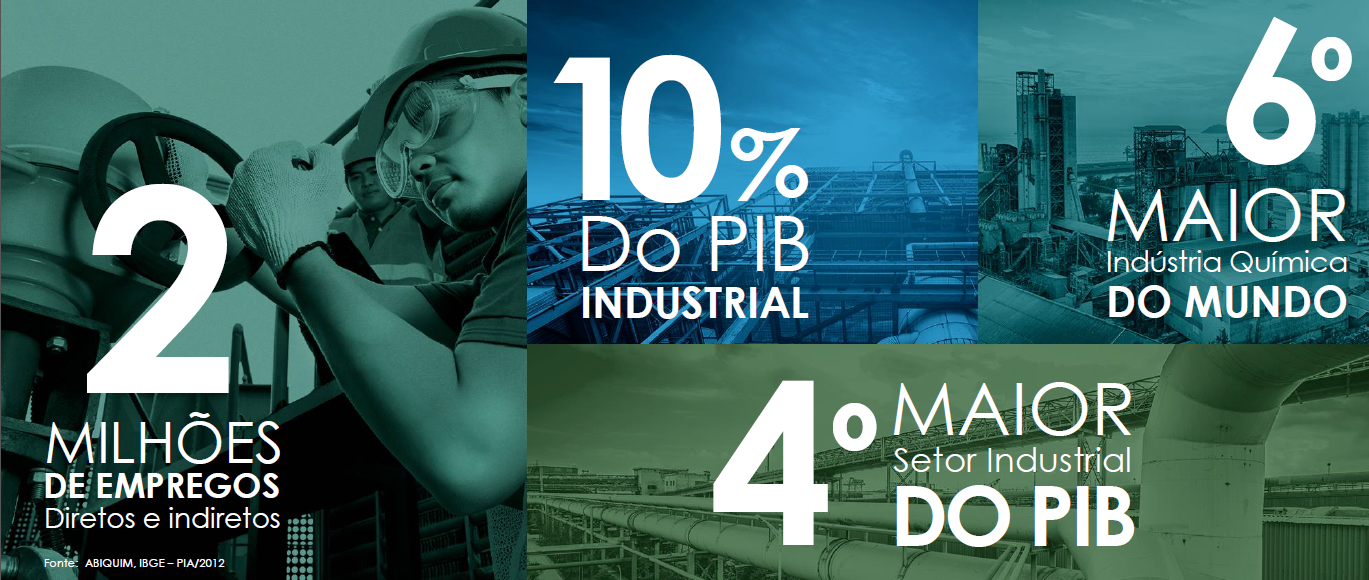 2
MILHÕES
DE EMPREGOS
Diretos e indiretos
Fonte: ABIQUIM, IBGE – PIA/2012
10%
Do PIB
INDUSTRIAL
6º
MAIOR
Indústria Química
DO MUNDO
4º
MAIOR
Setor Industrial
DO PIB